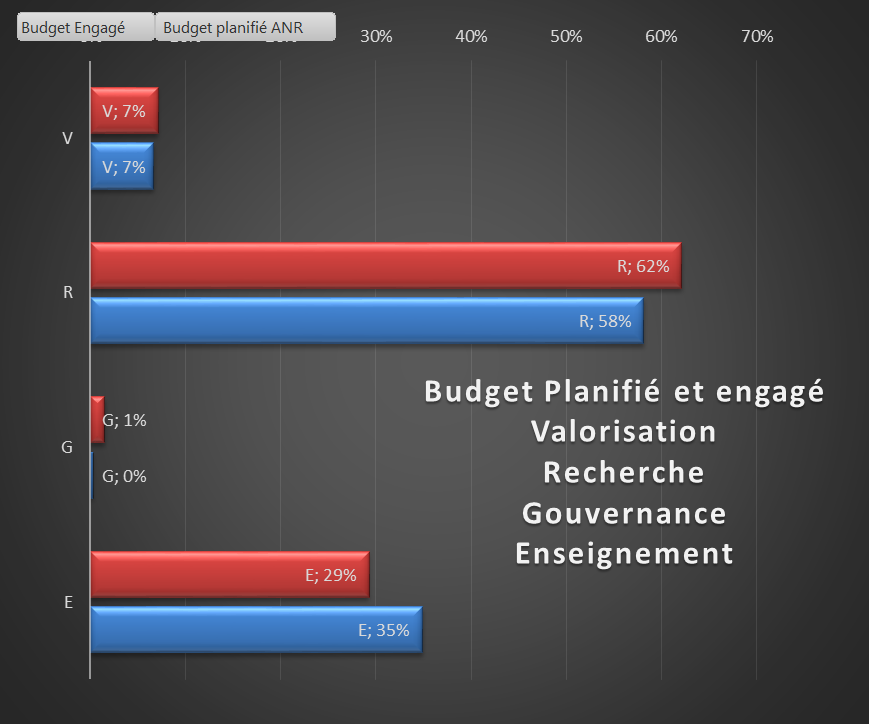 Budget Engagé Budget planifié ANR
30% 40% 50% 60% 70%
V; 7%
V
V; 7%
R; 62%
R
R; 58%
Budget Planifié et engagé
Valorisation
Recherche
Gouvernance
Enseignement
G; 1%
G
G; 0%
E; 29%
E
E; 35%